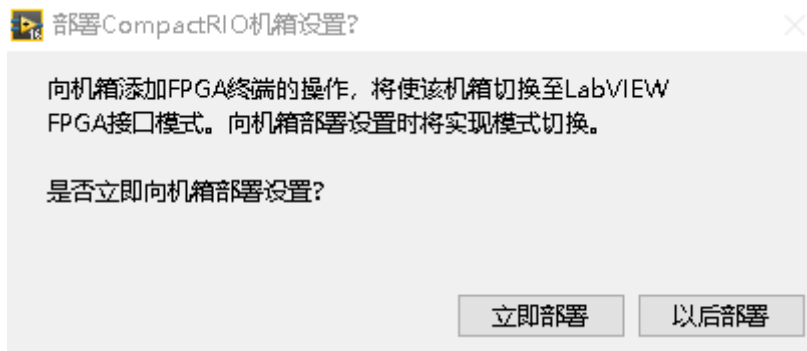 部署CompactRIO机箱设置?
向机箱添加FPGA终端的操作，将使该机箱切换至LabVIEW
FPGA接口模式。向机箱部署设置时将实现模式切换。
是否立即向机箱部署设置?
立即部署 以后部署